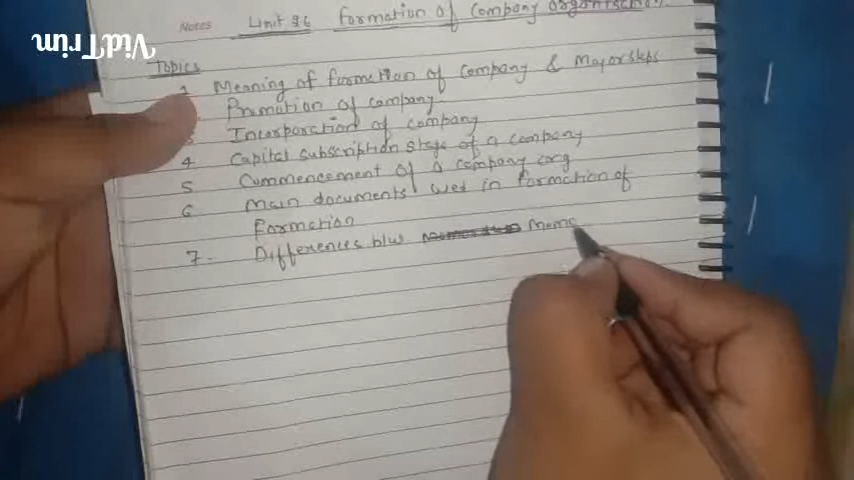 VidTrim
Notes Unit 6 Formation of Company organisation
Topics
1 Meaning of formation of company & Major steps
Promotion of company
3 Incorporation of company
4 Capital subscription stage of a company
5 Commencement of a company org
6 Main documents used in formation of
Formation
7. Differences b/w Memo